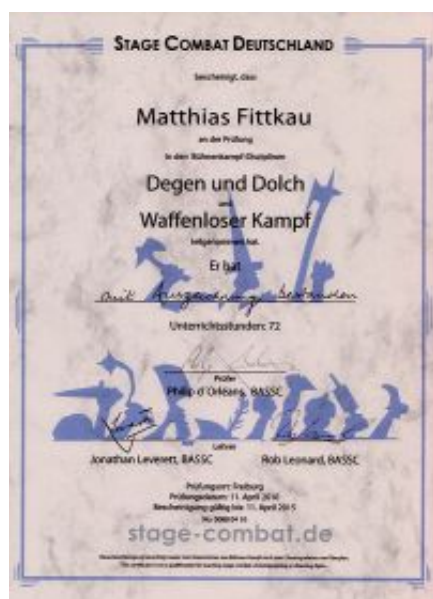 STAGE COMBAT DEUTSCHLAND
bescheinigt, dass
Matthias Fittkau
an der Prüfung
in den Bühnenkampf-Disziplinen
Degen und Dolch
und
Waffenloser Kampf
teilgenommen hat.
Er hat
mit Auszeichnung bestanden
Unterrichtsstunden: 72
Prüfer
Philip d'Orléans, BASSC
Lehrer
Jonathan Leverett, BASSC Rob Leonard, BASSC
Prüfungsort: Freiburg
Prüfungsdatum: 11. April 2010
Bescheinigung gültig bis: 11. April 2015
stage-combat.de